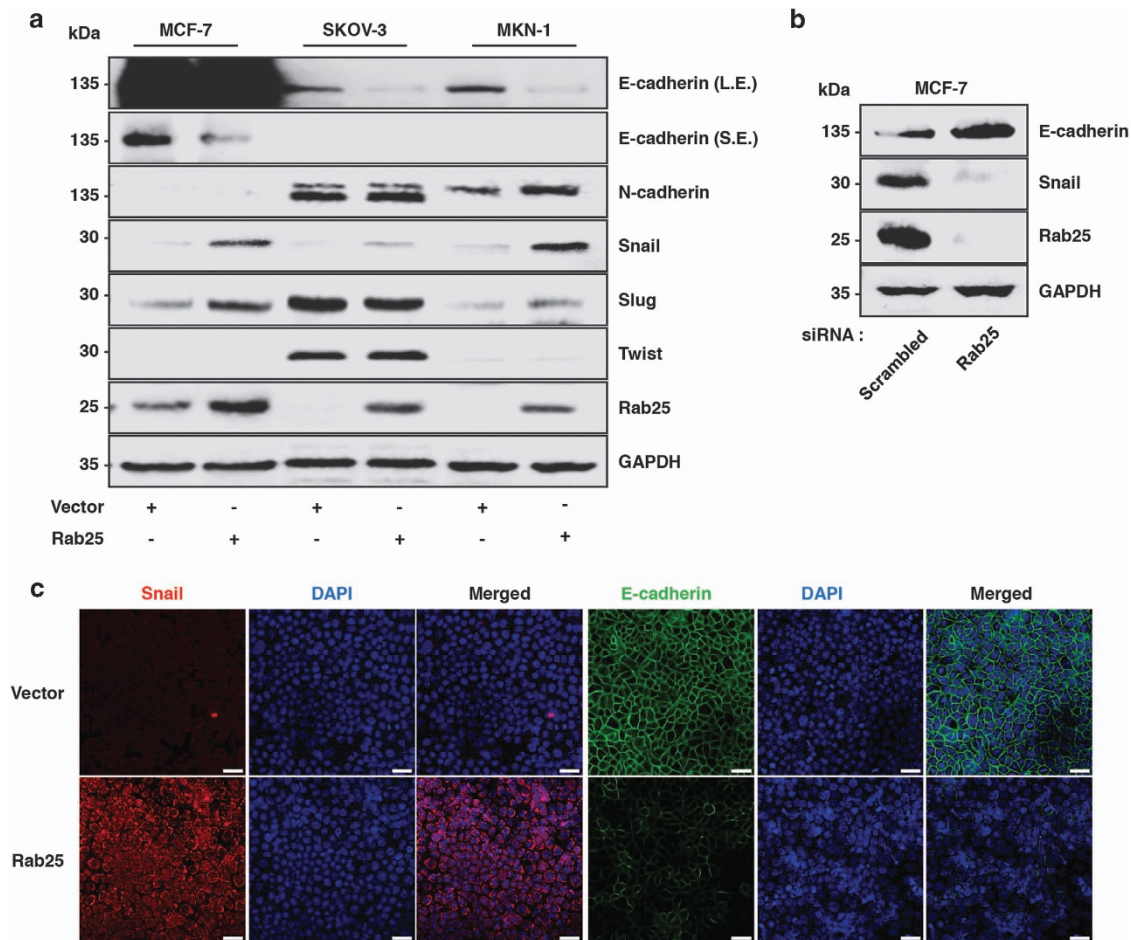 a
kDa MCF-7 SKOV-3 MKN-1
135 E-cadherin (L.E.)
135 E-cadherin (S.E.)
135 N-cadherin
30 Snail
30 Slug
30 Twist
25 Rab25
35 GAPDH
Vector + - + - + -
Rab25 - + - + - +
b
kDa MCF-7
135 E-cadherin
30 Snail
25 Rab25
35 GAPDH
siRNA : Scrambled Rab25
c
Snail DAPI Merged E-cadherin DAPI Merged
Vector
Rab25